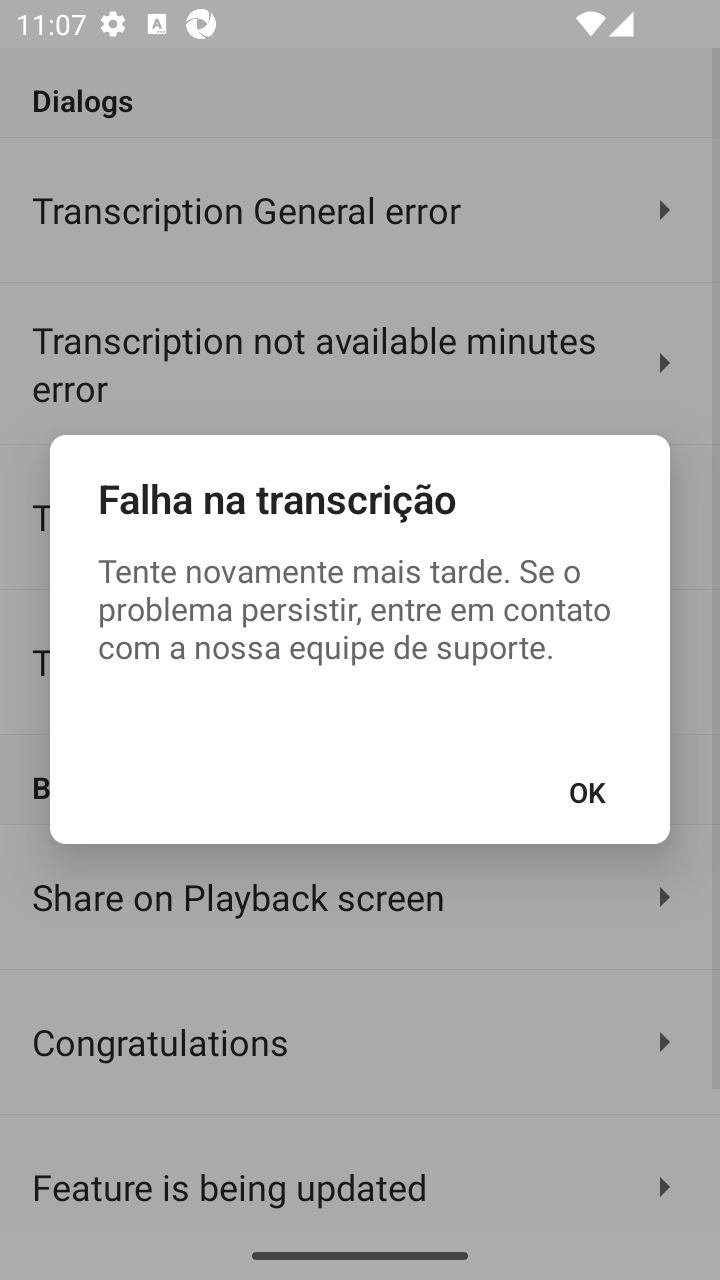 11:07
Dialogs
Transcription General error
Transcription not available minutes
error
T
Falha na transcrição
Tente novamente mais tarde. Se o
problema persistir, entre em contato
com a nossa equipe de suporte.
T
B
OK
Share on Playback screen
Congratulations
Feature is being updated